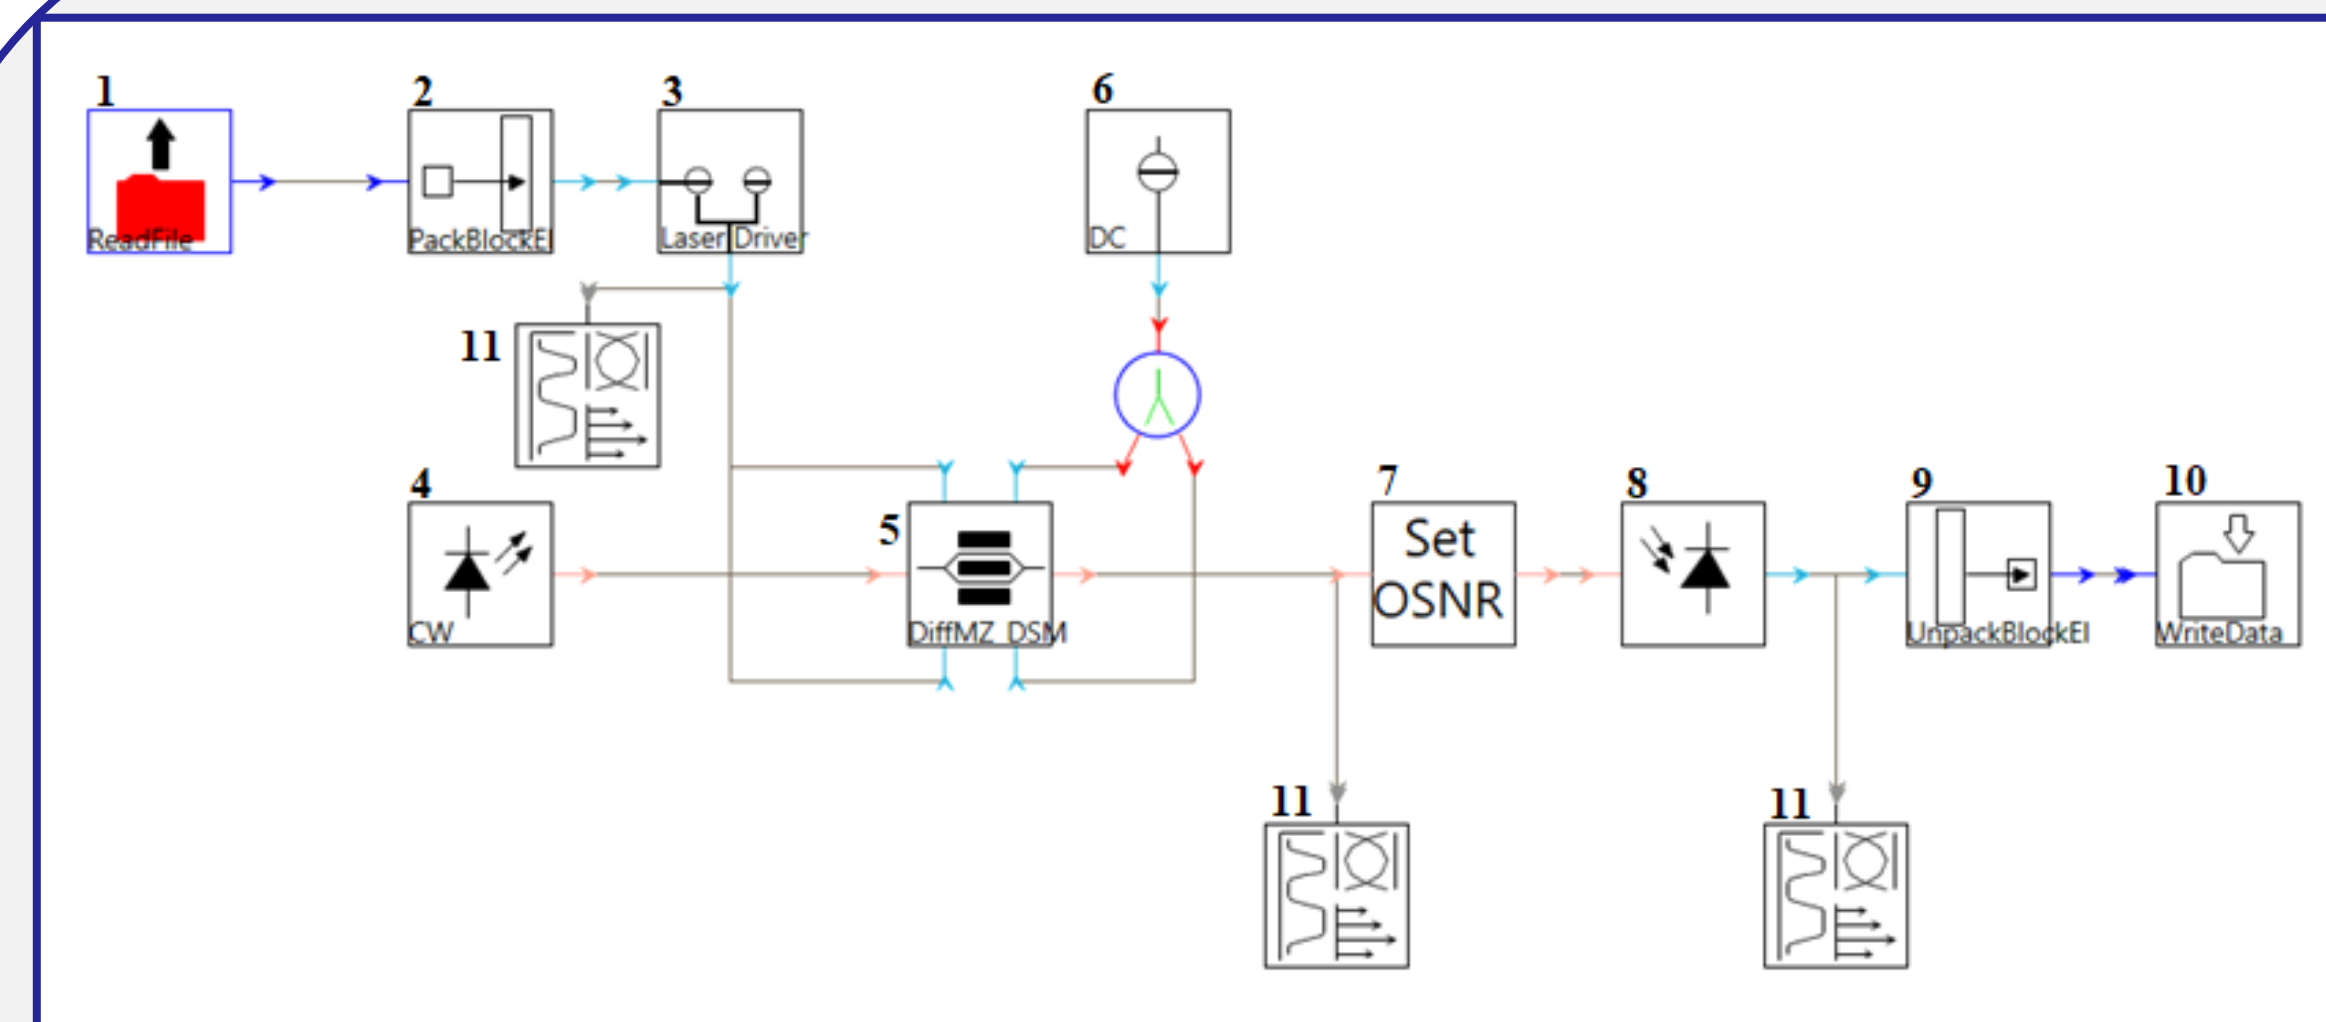 1
2
3
6
ReadFile
PackBlockEl
Laser Driver
DC
11
4
5
7
8
9
10
Set
OSNR
CW
DiffMZ_DSM
UnpackBlockEl
WriteData
11
11